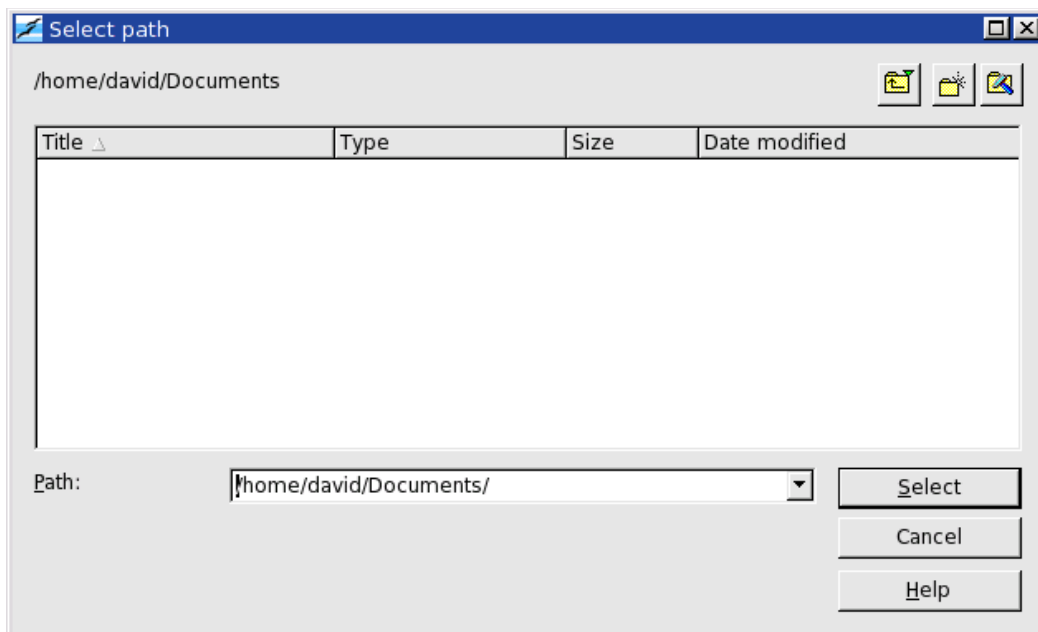 Select path
/home/david/Documents
Title Type Size Date modified
Path: /home/david/Documents/ Select
Cancel
Help